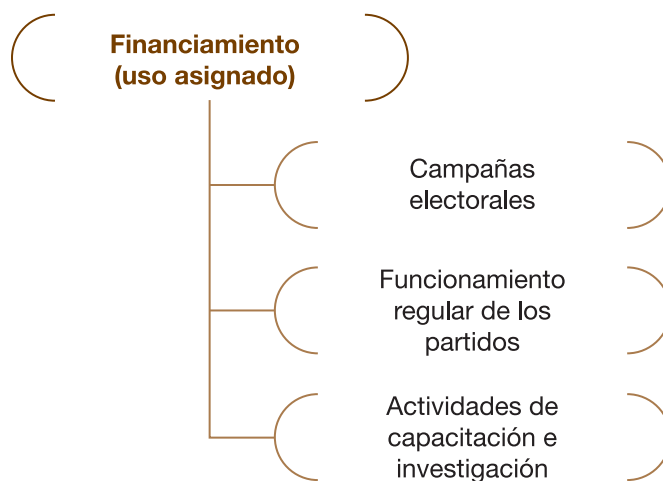 Financiamiento
(uso asignado)
Campañas
electorales
Funcionamiento
regular de los
partidos
Actividades de
capacitación e
investigación